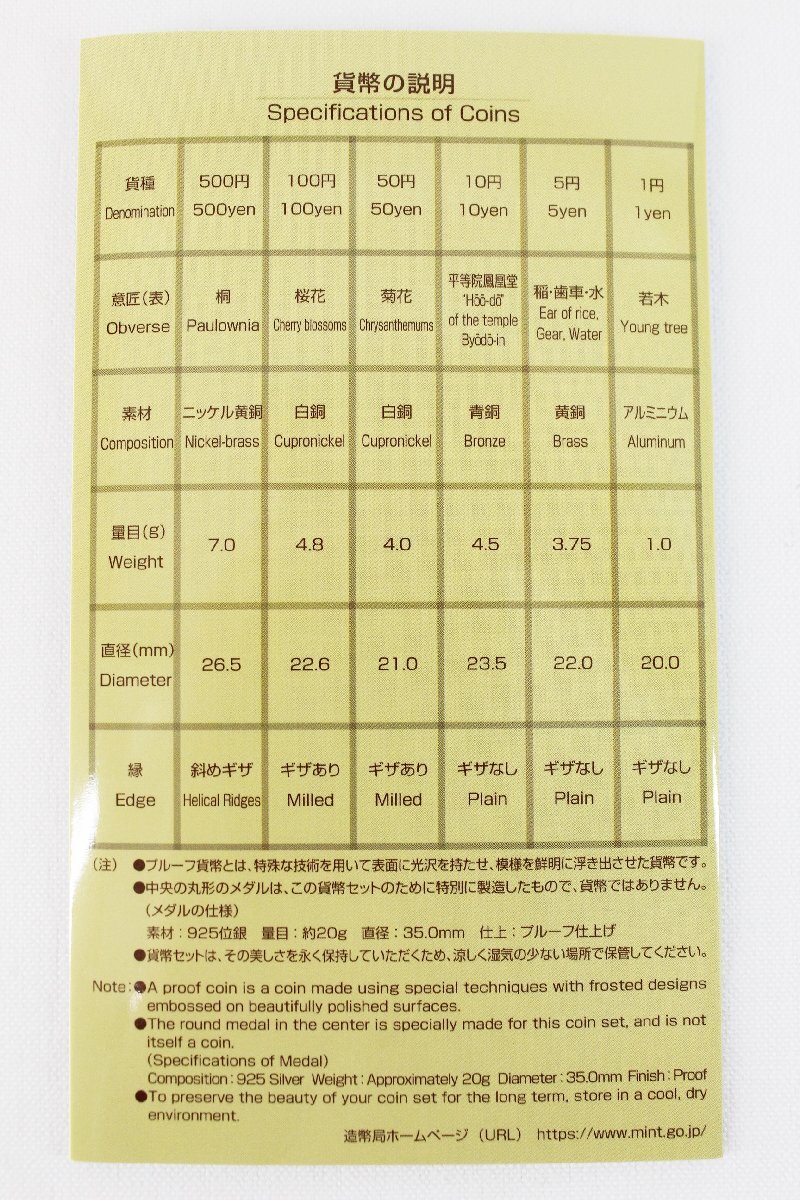 貨幣の説明
Specifications of Coins
貨種 500円 100円 50円 10円 5円 1円
Denomination 500yen 100yen 50yen 10yen 5yen 1yen
意匠(表) 桐 桜花 菊花 平等院鳳凰堂 稲・歯車・水 若木
Obverse Paulownia Cherry blossoms Chrysanthemums "Hōō-dō" of the temple Byōdō-in Ear of rice, Gear, Water Young tree
素材 ニッケル黄銅 白銅 白銅 青銅 黄銅 アルミニウム
Composition Nickel-brass Cupronickel Cupronickel Bronze Brass Aluminum
量目(g)
Weight 7.0 4.8 4.0 4.5 3.75 1.0
直径(mm)
Diameter 26.5 22.6 21.0 23.5 22.0 20.0
縁 斜めギザ ギザあり ギザあり ギザなし ギザなし ギザなし
Edge Helical Ridges Milled Milled Plain Plain Plain
(注) ●プルーフ貨幣とは、特殊な技術を用いて表面に光沢を持たせ、模様を鮮明に浮き出させた貨幣です。
●中央の丸形のメダルは、この貨幣セットのために特別に製造したもので、貨幣ではありません。
(メダルの仕様)
素材：925位銀 量目：約20g 直径：35.0mm 仕上：プルーフ仕上げ
●貨幣セットは、その美しさを永く保持していただくため、涼しく湿気の少ない場所で保管してください。
Note:●A proof coin is a coin made using special techniques with frosted designs
embossed on beautifully polished surfaces.
●The round medal in the center is specially made for this coin set, and is not
itself a coin.
(Specifications of Medal)
Composition：925 Silver Weight：Approximately 20g Diameter：35.0mm Finish：Proof
●To preserve the beauty of your coin set for the long term, store in a cool, dry
environment.
造幣局ホームページ (URL) https://www.mint.go.jp/